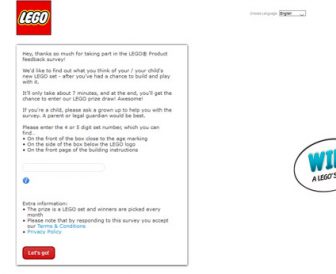 LEGO
Choose Language: English
Hey, thanks so much for taking part in the LEGO® Product
feedback survey!
We'd like to find out what you think of your / your child's
new LEGO set - after you've had a chance to build and play
with it.
It'll only take about 7 minutes, and at the end, you'll get the
chance to enter our LEGO prize draw! Awesome!
If you are a child, please ask a grown up to help you with the
survey. A parent or legal guardian would be best.
Please enter the 4 or 5 digit set number, which you can
find..
• On the front of the box close to the age marking
• On the side of the box below the LEGO logo
• On the front page of the building instructions
Extra information:
• The prize is a LEGO set and winners are picked every
month
• Please note that by responding to this survey you accept
our Terms & Conditions
• Privacy Policy
Let's go!
WIN
A LEGO® S